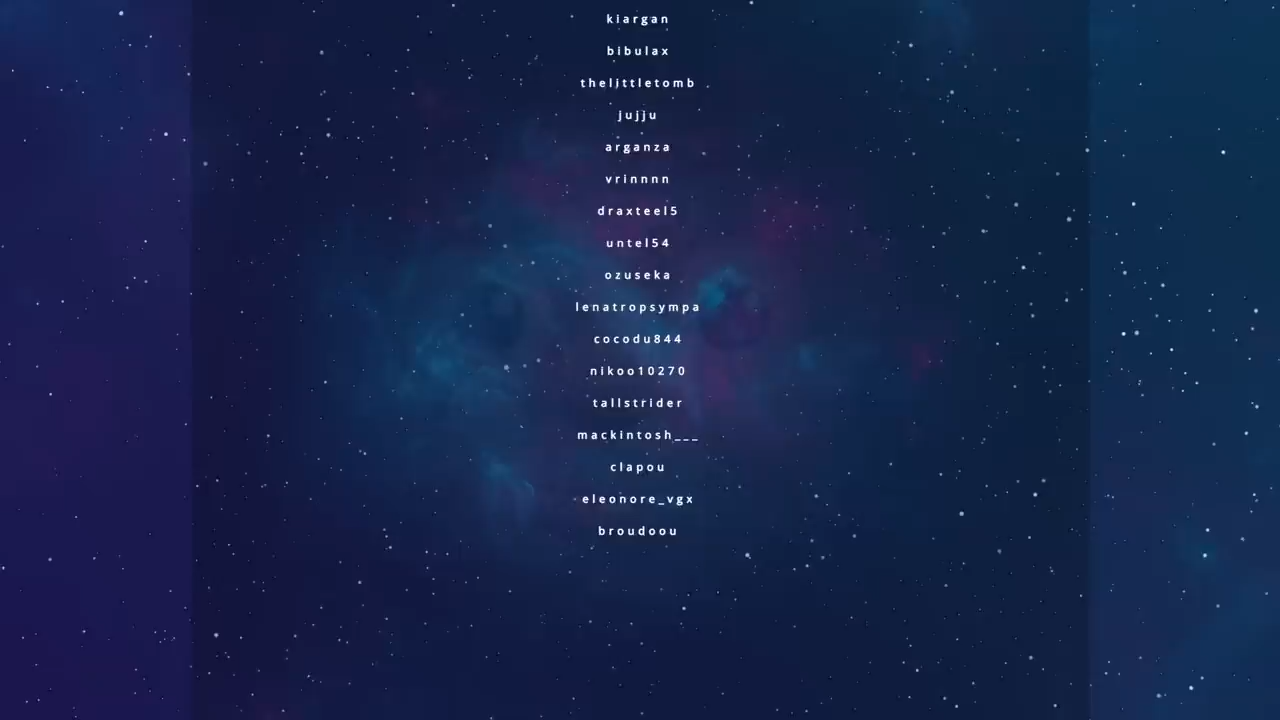 kiargan
bibulax
thelittletomb
jujju
arganza
vrinnnn
draxteel5
untel54
ozuseka
lenatropsympa
cocodu844
nikoo10270
tallstrider
mackintosh___
clapou
eleonore_vgx
broudoou